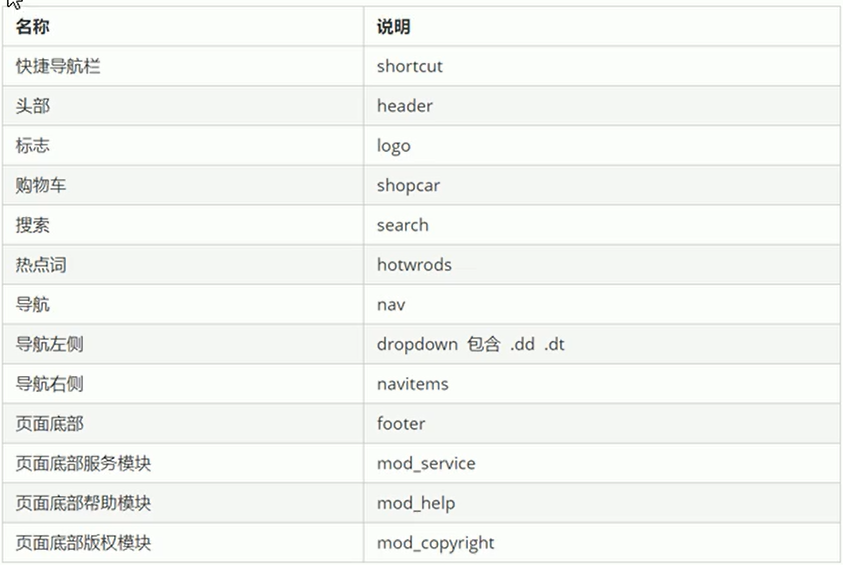 名称 说明
快捷导航栏 shortcut
头部 header
标志 logo
购物车 shopcar
搜索 search
热点词 hotwrods
导航 nav
导航左侧 dropdown 包含 .dd .dt
导航右侧 navitems
页面底部 footer
页面底部服务模块 mod_service
页面底部帮助模块 mod_help
页面底部版权模块 mod_copyright